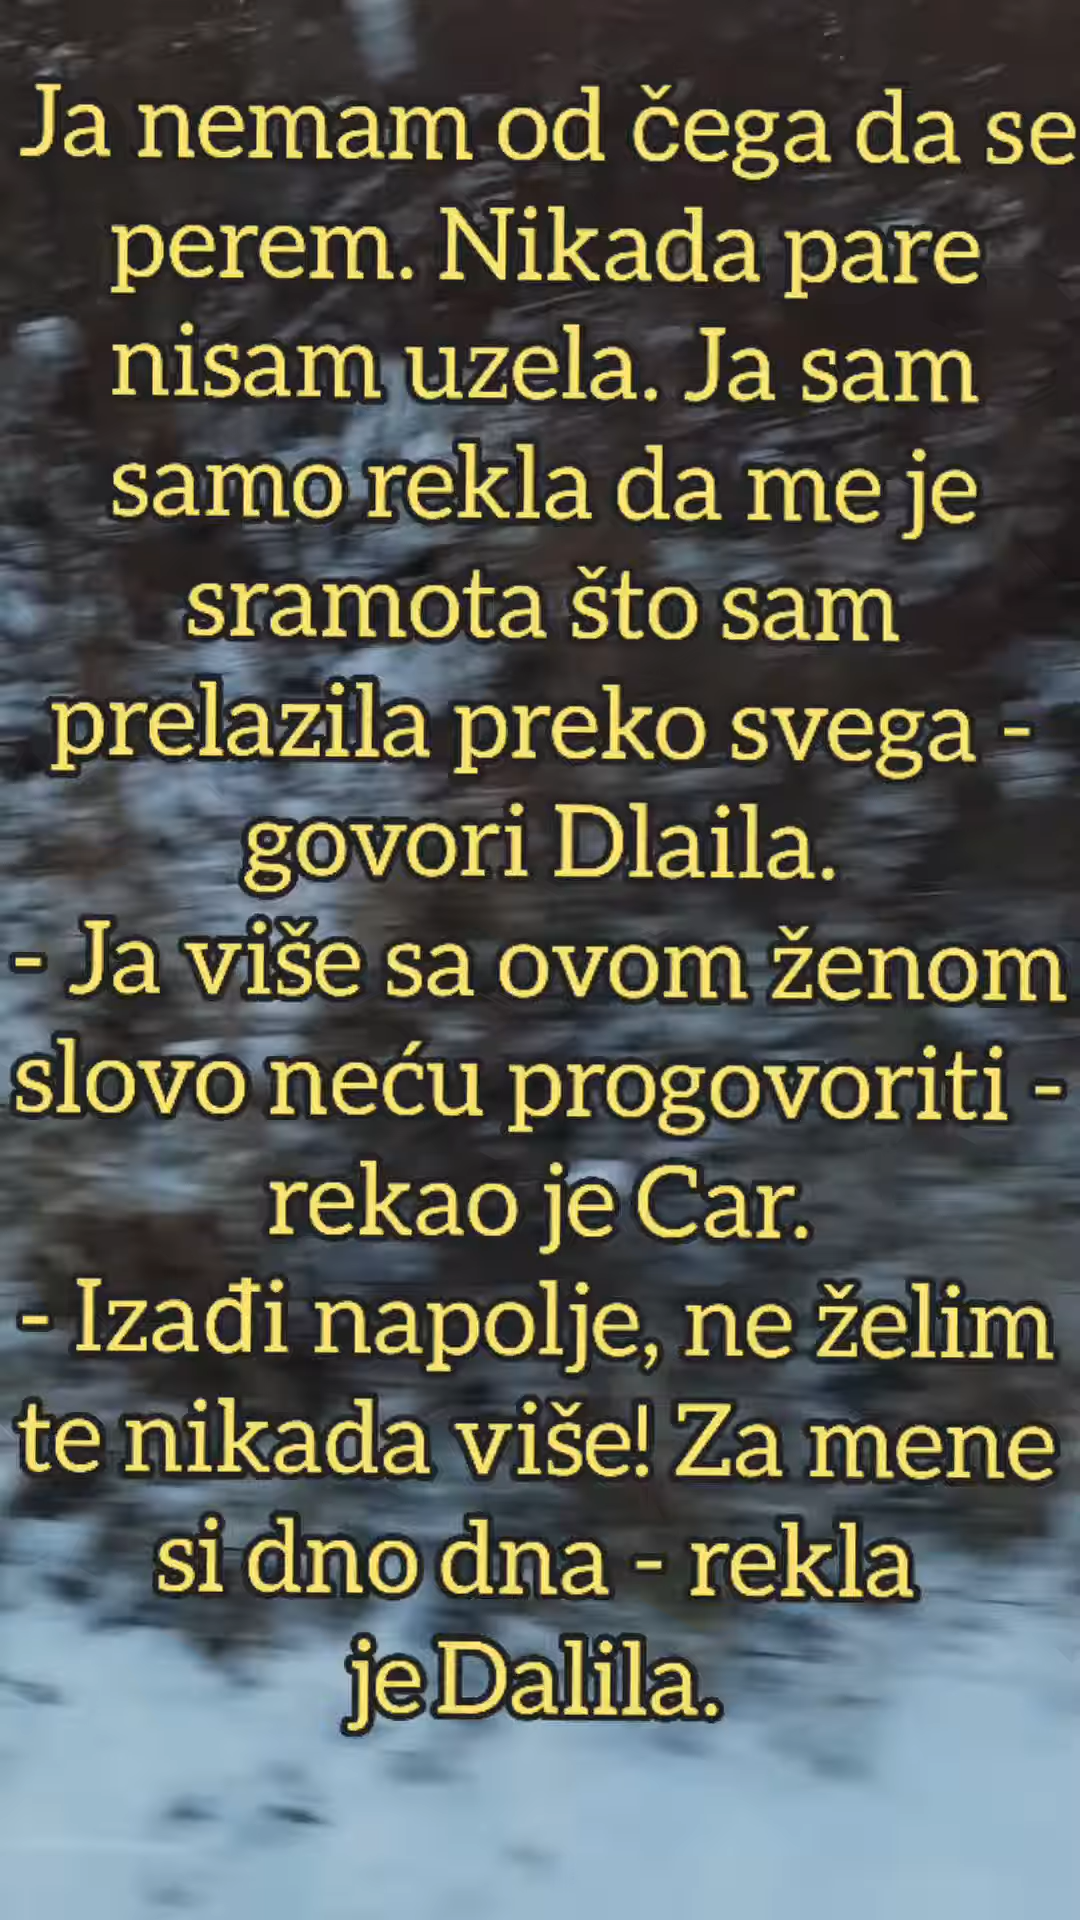 Ja nemam od čega da se
perem. Nikada pare
nisam uzela. Ja sam
samo rekla da me je
sramota što sam
prelazila preko svega -
govori Dlaila.
- Ja više sa ovom ženom
slovo neću progovoriti -
rekao je Car.
- Izađi napolje, ne želim
te nikada više! Za mene
si dno dna - rekla
je Dalila.